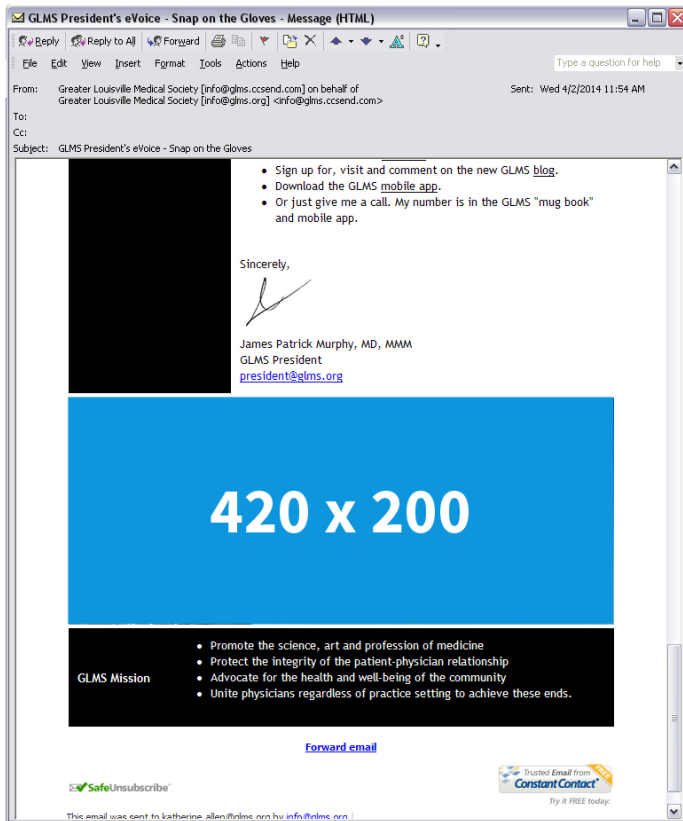 GLMS President's eVoice - Snap on the Gloves - Message (HTML)
Reply Reply to All Forward
File Edit View Insert Format Tools Actions Help Type a question for help
From: Greater Louisville Medical Society [info@glms.ccsend.com] on behalf of Sent: Wed 4/2/2014 11:54 AM
Greater Louisville Medical Society [info@glms.org] <info@glms.ccsend.com>
To:
Cc:
Subject: GLMS President's eVoice - Snap on the Gloves
• Sign up for, visit and comment on the new GLMS blog.
• Download the GLMS mobile app.
• Or just give me a call. My number is in the GLMS "mug book"
and mobile app.
Sincerely,
James Patrick Murphy, MD, MMM
GLMS President
president@glms.org
420 x 200
• Promote the science, art and profession of medicine
• Protect the integrity of the patient-physician relationship
GLMS Mission
• Advocate for the health and well-being of the community
• Unite physicians regardless of practice setting to achieve these ends.
Forward email
SafeUnsubscribe
Trusted Email from
FREE
Constant Contact
Try it FREE today.
This email was sent to katherine.allen@glms.org by info@glms.org |